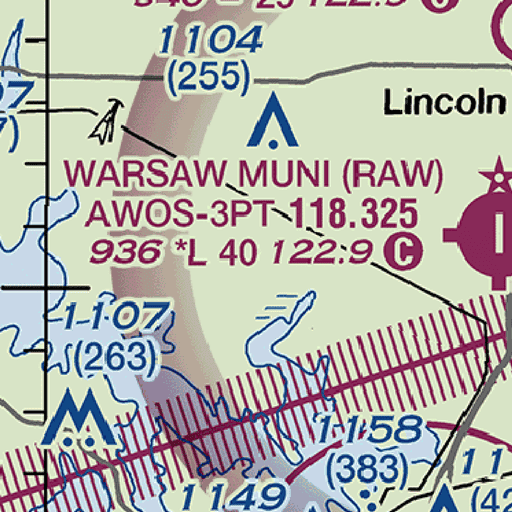 1104
(255)
Lincoln
WARSAW MUNI (RAW)
AWOS-3PT 118.325
936 *L 40 122.9 C
1107
(263)
1158
(383)
1149